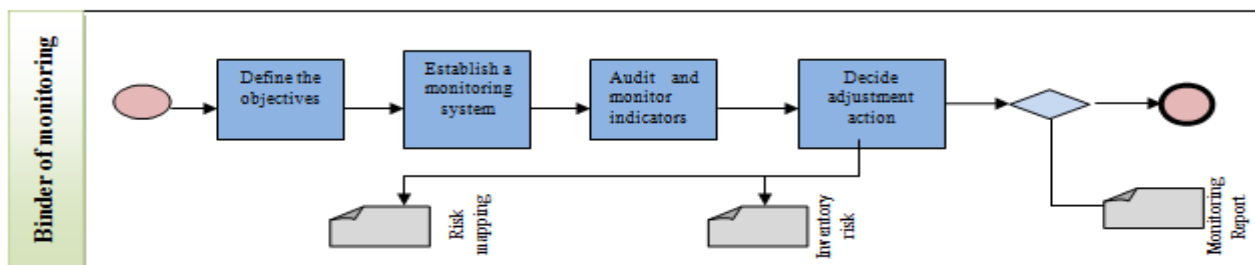 Binder of monitoring
Define the
objectives
Establish a
monitoring
system
Audit and
monitor
indicators
Decide
adjustment
action
Risk
mapping
Inventory
risk
Monitoring
Report